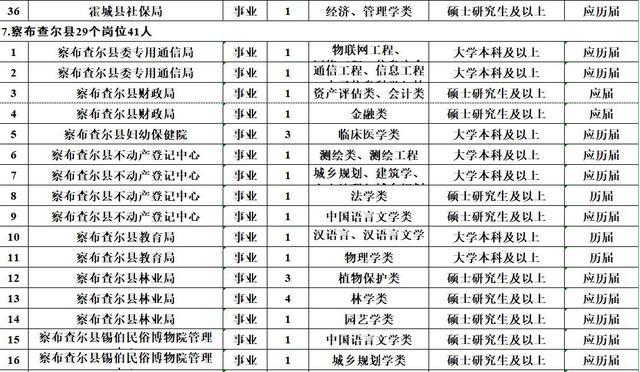 36 霍城县社保局 事业 1 经济、管理学类 硕士研究生及以上 应历届
7.察布查尔县29个岗位41人
1 察布查尔县委专用通信局 事业 1 物联网工程、 大学本科及以上 应历届
2 察布查尔县委专用通信局 事业 1 通信工程、信息工程 大学本科及以上 应历届
3 察布查尔县财政局 事业 1 资产评估类、会计类 硕士研究生及以上 应届
4 察布查尔县财政局 事业 1 金融类 硕士研究生及以上 应届
5 察布查尔县妇幼保健院 事业 3 临床医学类 大学本科及以上 应历届
6 察布查尔县不动产登记中心 事业 1 测绘类、测绘工程 大学本科及以上 应历届
7 察布查尔县不动产登记中心 事业 1 城乡规划、建筑学、 大学本科及以上 应历届
8 察布查尔县不动产登记中心 事业 1 法学类 硕士研究生及以上 历届
9 察布查尔县不动产登记中心 事业 1 中国语言文学类 硕士研究生及以上 应历届
10 察布查尔县教育局 事业 1 汉语言、汉语言文学 大学本科及以上 历届
11 察布查尔县教育局 事业 1 物理学类 大学本科及以上 历届
12 察布查尔县林业局 事业 3 植物保护类 硕士研究生及以上 应历届
13 察布查尔县林业局 事业 4 林学类 硕士研究生及以上 应历届
14 察布查尔县林业局 事业 1 园艺学类 硕士研究生及以上 应历届
15 察布查尔县锡伯民俗博物院管理 事业 1 中国语言文学类 硕士研究生及以上 应历届
16 察布查尔县锡伯民俗博物院管理 事业 1 城乡规划学类 硕士研究生及以上 应历届